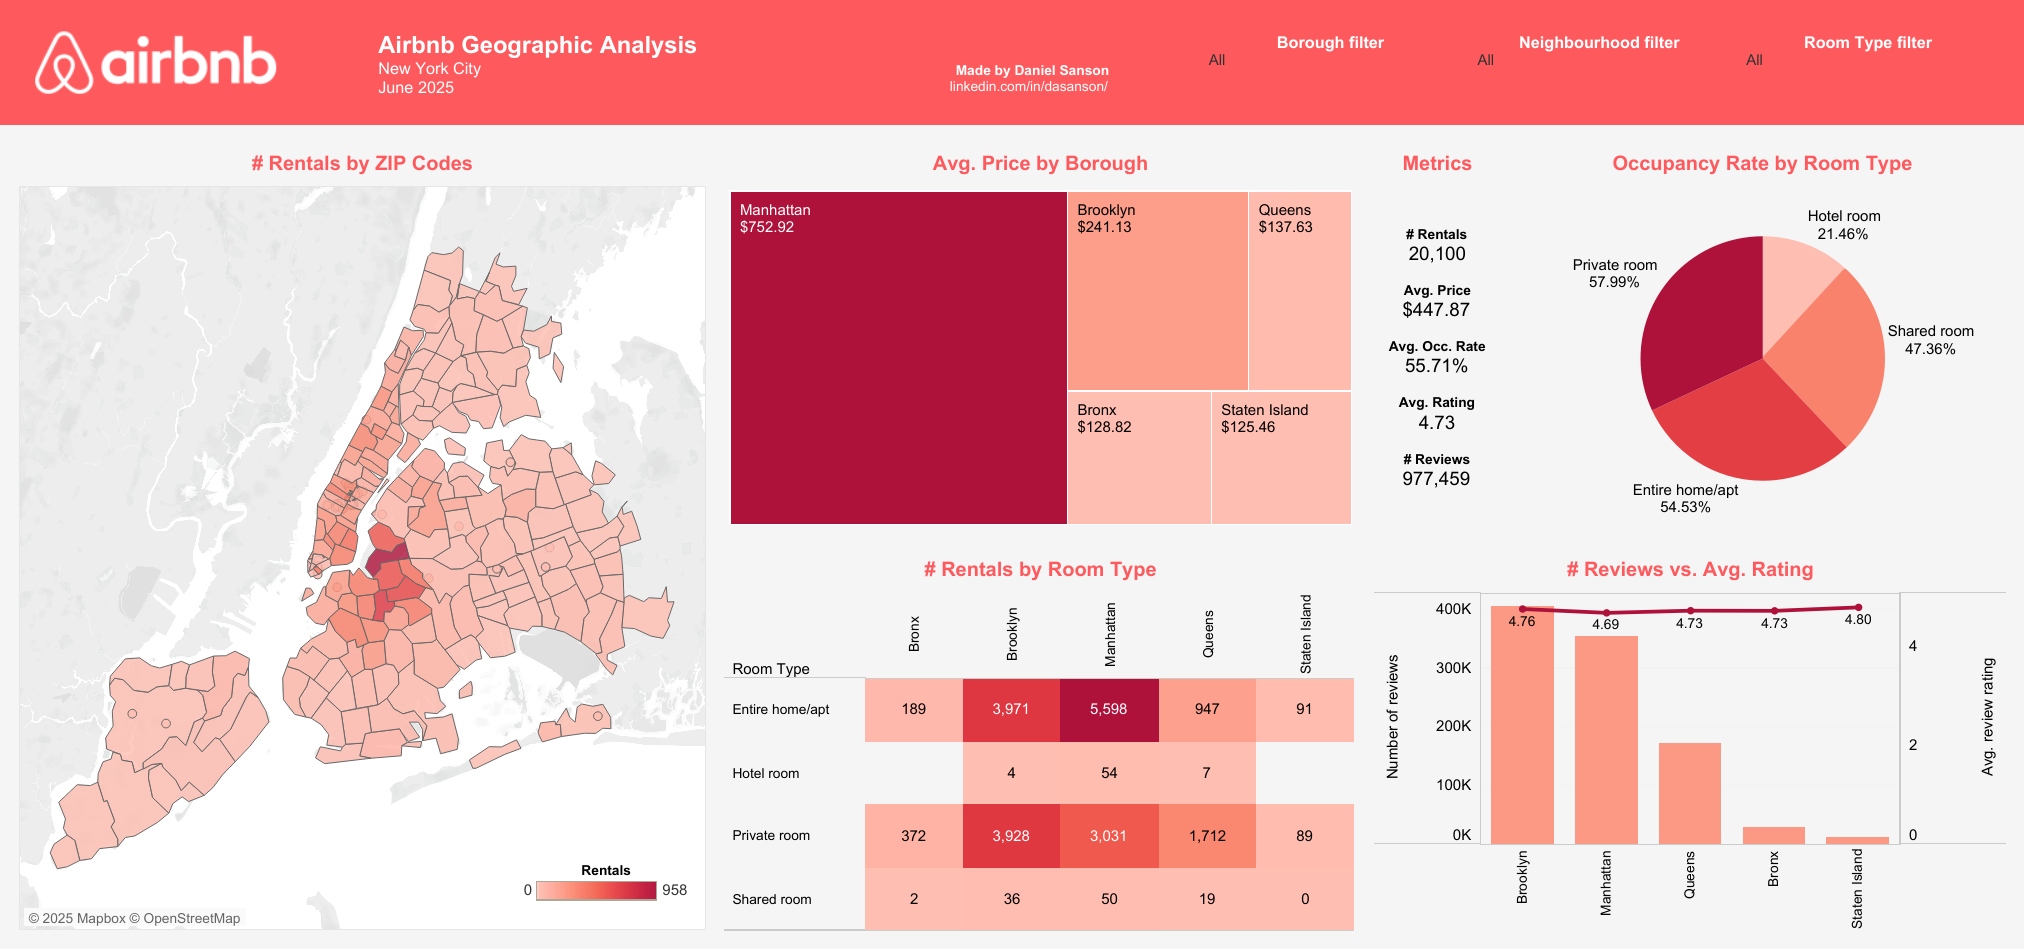 airbnb
Airbnb Geographic Analysis
New York City
June 2025
Made by Daniel Sanson
linkedin.com/in/dasanson/
Borough filter
All
Neighbourhood filter
All
Room Type filter
All
# Rentals by ZIP Codes
Rentals
0 958
© 2025 Mapbox © OpenStreetMap
Avg. Price by Borough
Manhattan
$752.92
Brooklyn
$241.13
Queens
$137.63
Bronx
$128.82
Staten Island
$125.46
Metrics
# Rentals
20,100
Avg. Price
$447.87
Avg. Occ. Rate
55.71%
Avg. Rating
4.73
# Reviews
977,459
Occupancy Rate by Room Type
Hotel room
21.46%
Private room
57.99%
Shared room
47.36%
Entire home/apt
54.53%
# Rentals by Room Type
Room Type Bronx Brooklyn Manhattan Queens Staten Island
Entire home/apt 189 3,971 5,598 947 91
Hotel room 4 54 7
Private room 372 3,928 3,031 1,712 89
Shared room 2 36 50 19 0
# Reviews vs. Avg. Rating
Number of reviews
400K
300K
200K
100K
0K
4.76 4.69 4.73 4.73 4.80
4
2
0
Avg. review rating
Brooklyn Manhattan Queens Bronx Staten Island